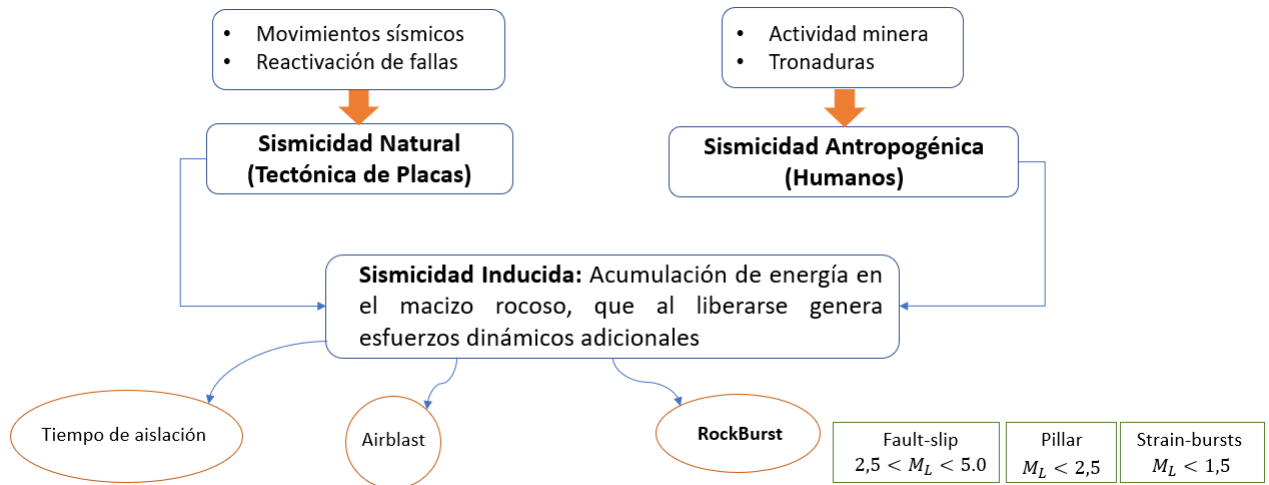 • Movimientos sísmicos
• Reactivación de fallas
• Actividad minera
• Tronaduras
Sismicidad Natural
(Tectónica de Placas)
Sismicidad Antropogénica
(Humanos)
Sismicidad Inducida: Acumulación de energía en
el macizo rocoso, que al liberarse genera
esfuerzos dinámicos adicionales
Tiempo de aislación
Airblast
RockBurst
Fault-slip
2,5 < M_L < 5.0
Pillar
M_L < 2,5
Strain-bursts
M_L < 1,5